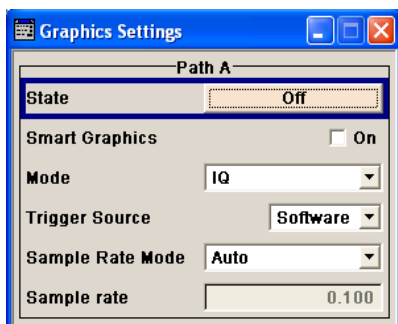 Graphics Settings
Path A
State Off
Smart Graphics On
Mode IQ
Trigger Source Software
Sample Rate Mode Auto
Sample rate 0.100